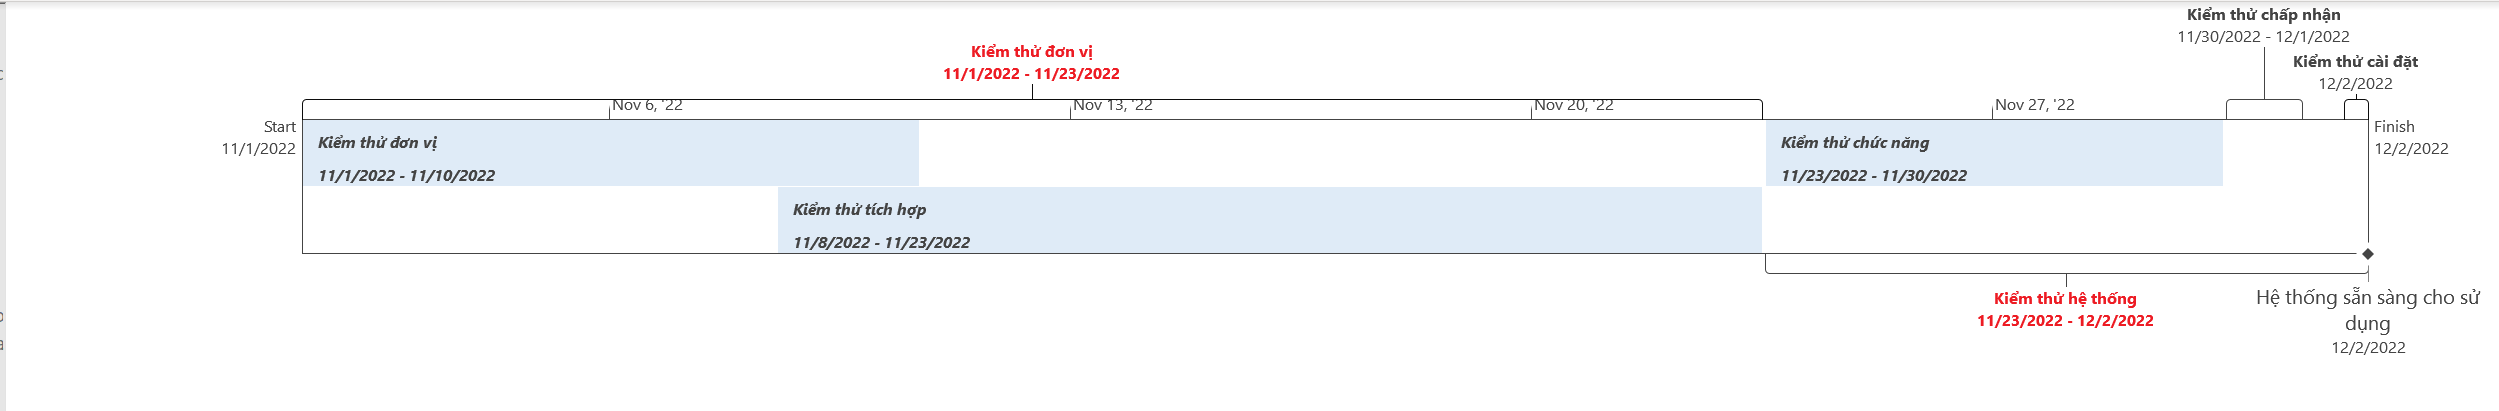 Kiểm thử chấp nhận
11/30/2022 - 12/1/2022
Kiểm thử đơn vị
11/1/2022 - 11/23/2022
Kiểm thử cài đặt
12/2/2022
Nov 6, '22
Nov 13, '22
Nov 20, '22
Nov 27, '22
Start
11/1/2022
Finish
12/2/2022
Kiểm thử đơn vị
11/1/2022 - 11/10/2022
Kiểm thử chức năng
11/23/2022 - 11/30/2022
Kiểm thử tích hợp
11/8/2022 - 11/23/2022
Kiểm thử hệ thống
11/23/2022 - 12/2/2022
Hệ thống sẵn sàng cho sử
dụng
12/2/2022